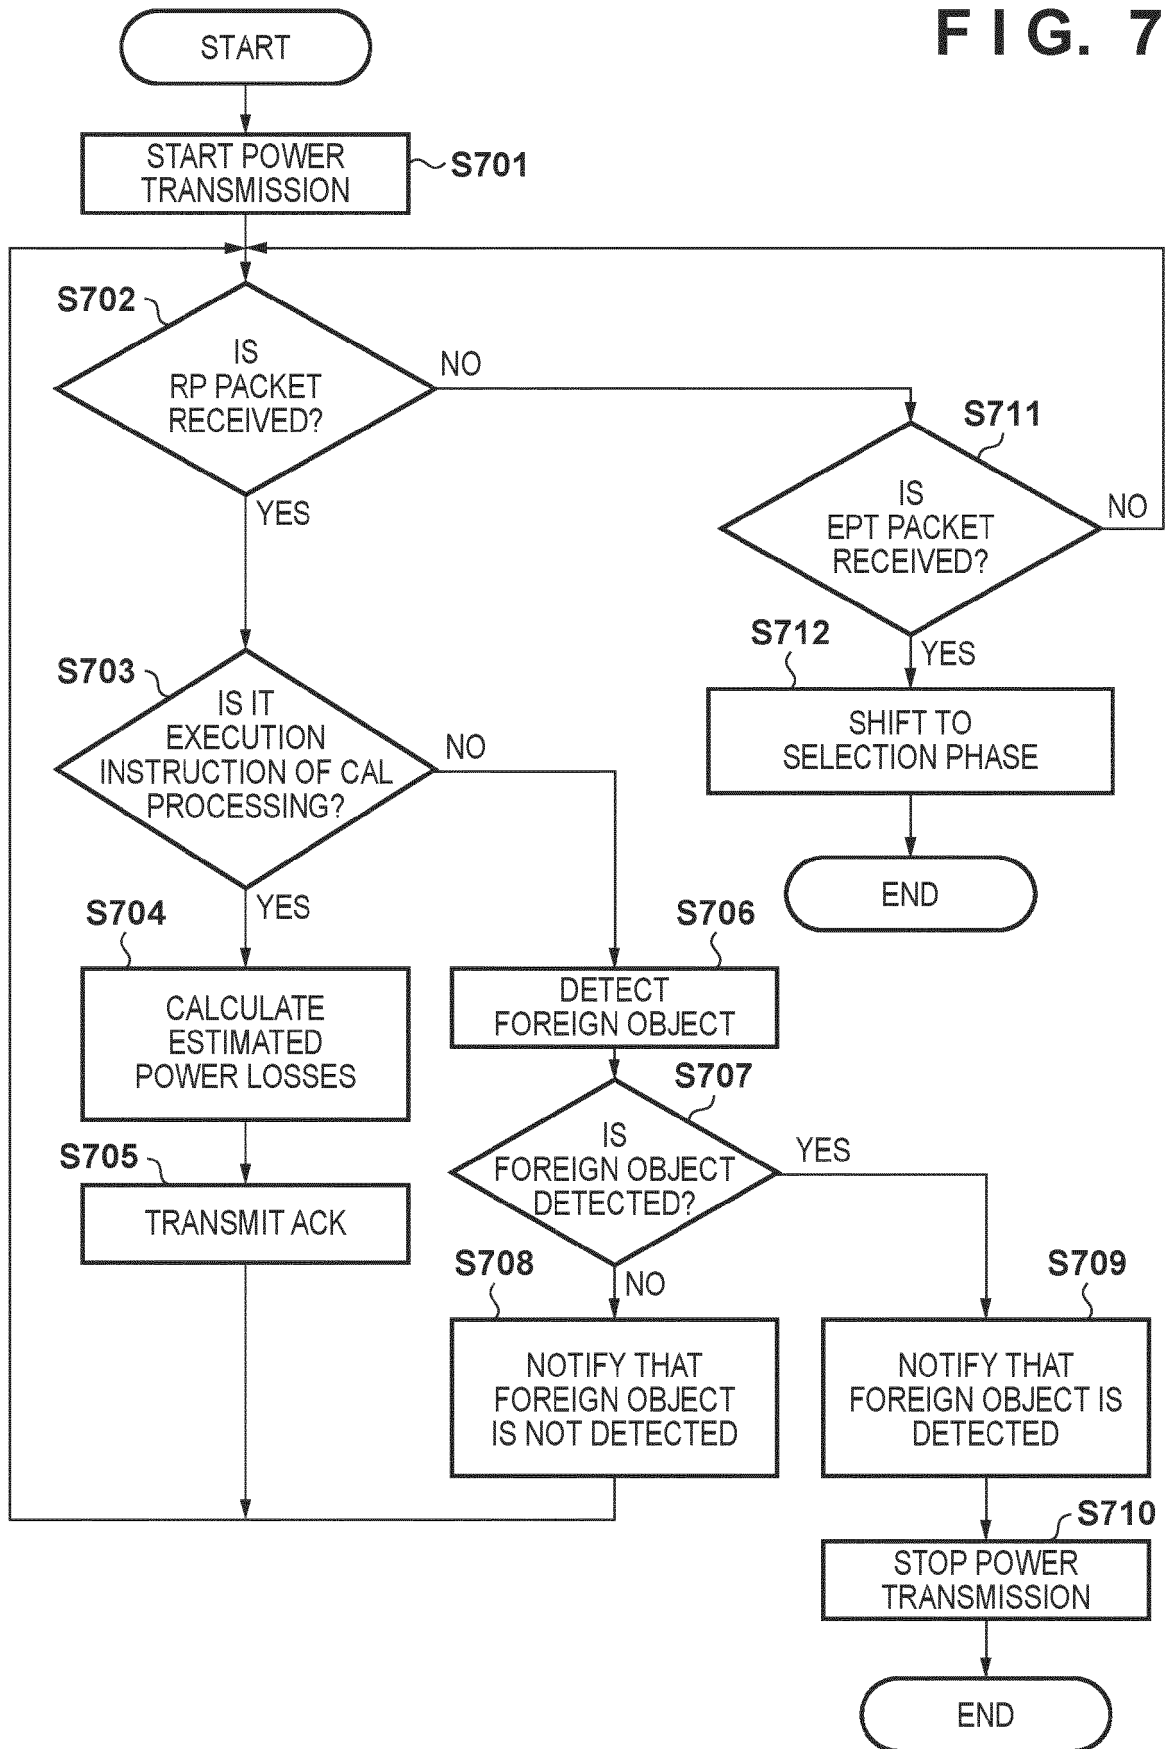 FIG. 7
START
START POWER
TRANSMISSION
S701
S702
IS
RP PACKET
RECEIVED?
NO
YES
S711
IS
EPT PACKET
RECEIVED?
NO
YES
S712
SHIFT TO
SELECTION PHASE
END
S703
IS IT
EXECUTION
INSTRUCTION OF CAL
PROCESSING?
NO
YES
S704
CALCULATE
ESTIMATED
POWER LOSSES
S705
TRANSMIT ACK
S706
DETECT
FOREIGN OBJECT
S707
IS
FOREIGN OBJECT
DETECTED?
YES
NO
S708
NOTIFY THAT
FOREIGN OBJECT
IS NOT DETECTED
S709
NOTIFY THAT
FOREIGN OBJECT IS
DETECTED
S710
STOP POWER
TRANSMISSION
END